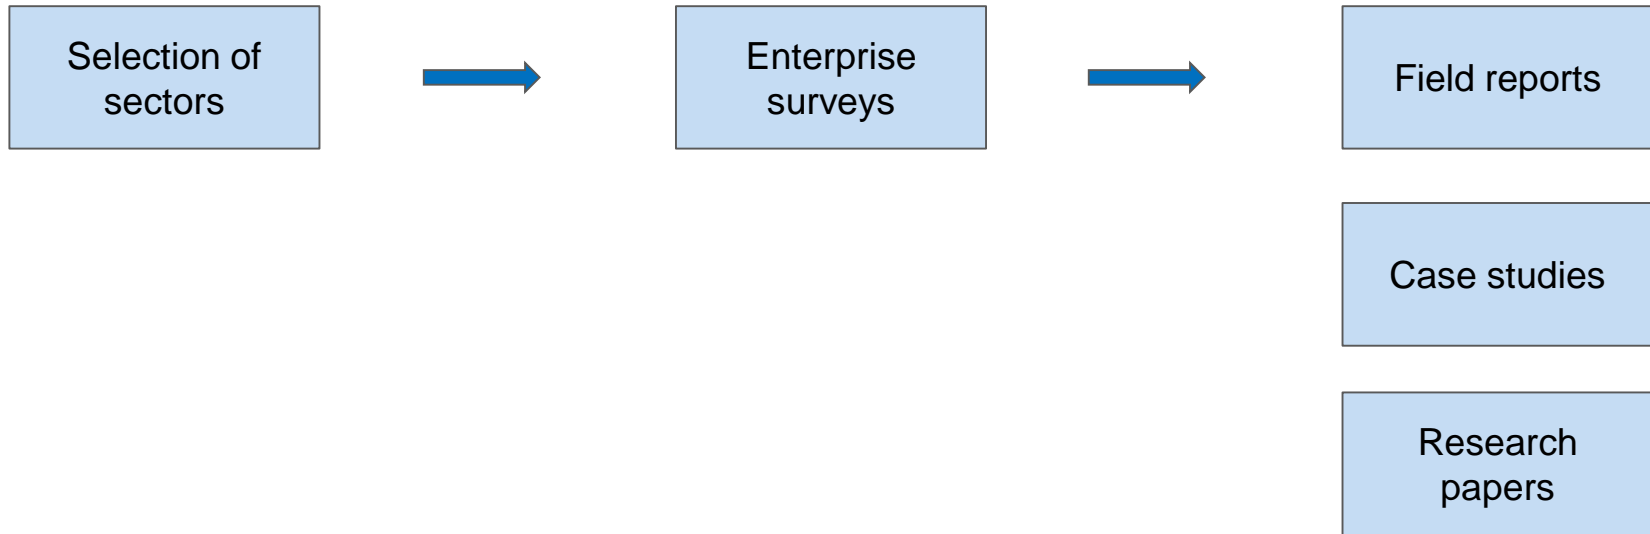 Selection of
sectors
Enterprise
surveys
Field reports
Case studies
Research
papers